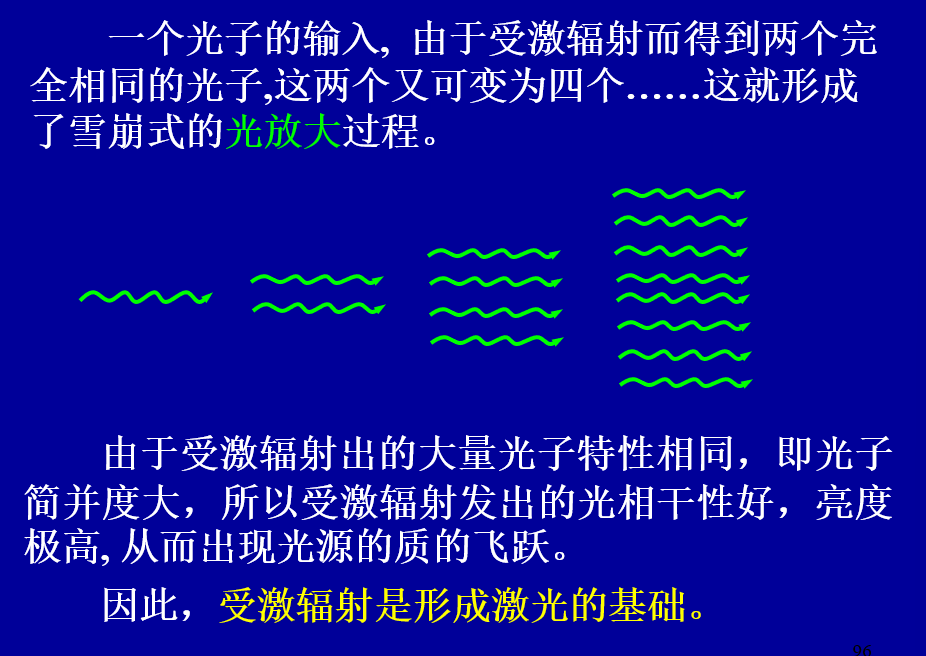 一个光子的输入, 由于受激辐射而得到两个完
全相同的光子,这两个又可变为四个……这就形成
了雪崩式的光放大过程。
由于受激辐射出的大量光子特性相同，即光子
简并度大，所以受激辐射发出的光相干性好，亮度
极高, 从而出现光源的质的飞跃。
因此，受激辐射是形成激光的基础。
96